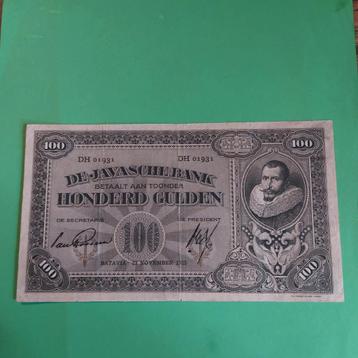 100 100
DH 01931 DH 01931
DE JAVASCHE BANK
BETAALT AAN TOONDER
HONDERD GULDEN
DE SECRETARIS DE PRESIDENT
100
BATAVIA NOVEMBER
100 100